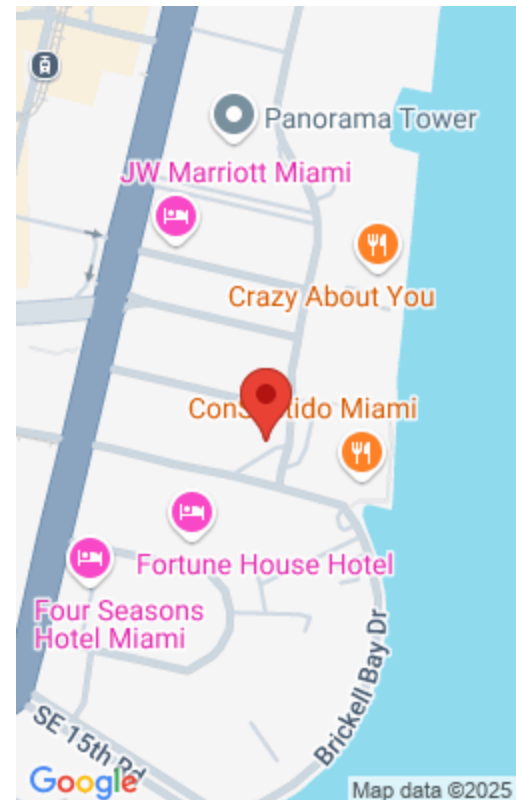 Panorama Tower
JW Marriott Miami
Crazy About You
tido Miami
Fortune House Hotel
Four Seasons
Hotel Miami
Brickell Bay Dr
SE 15th Rd
Google
Map data ©2025